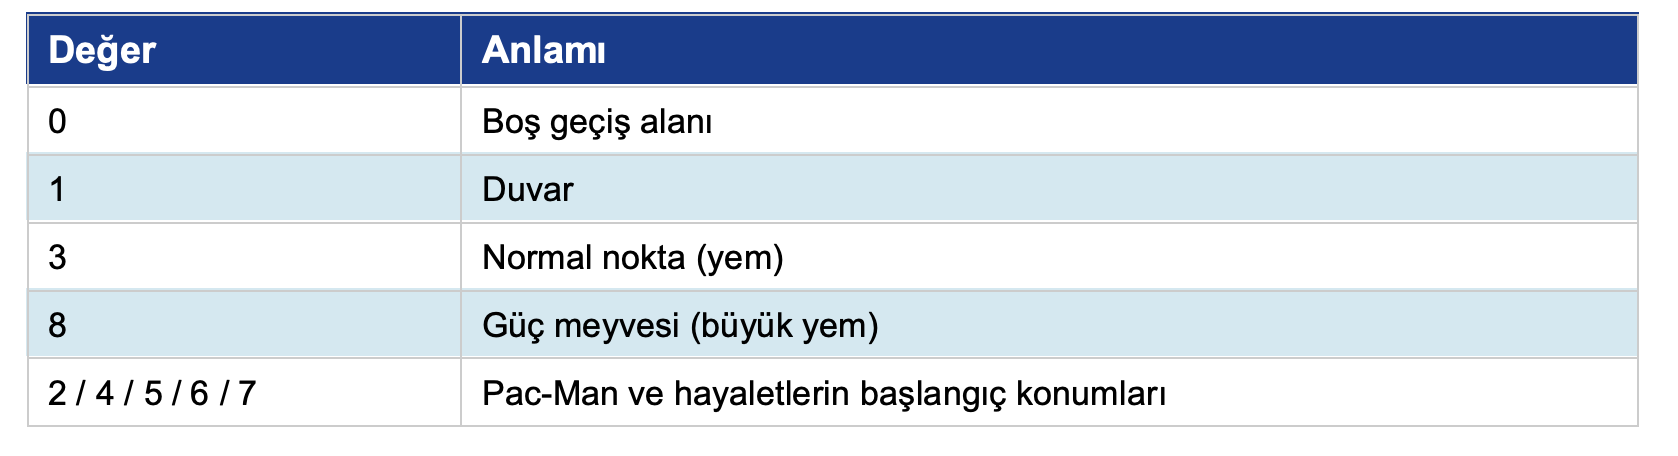 Değer Anlamı
0 Boş geçiş alanı
1 Duvar
3 Normal nokta (yem)
8 Güç meyvesi (büyük yem)
2 / 4 / 5 / 6 / 7 Pac-Man ve hayaletlerin başlangıç konumları